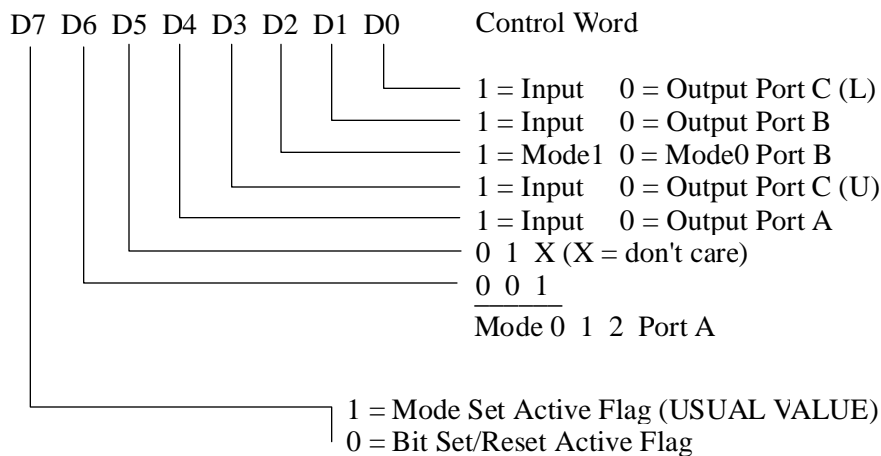 D7 D6 D5 D4 D3 D2 D1 D0 Control Word
1 = Input 0 = Output Port C (L)
1 = Input 0 = Output Port B
1 = Mode1 0 = Mode0 Port B
1 = Input 0 = Output Port C (U)
1 = Input 0 = Output Port A
0 1 X (X = don't care)
0 0 1
Mode 0 1 2 Port A
1 = Mode Set Active Flag (USUAL VALUE)
0 = Bit Set/Reset Active Flag